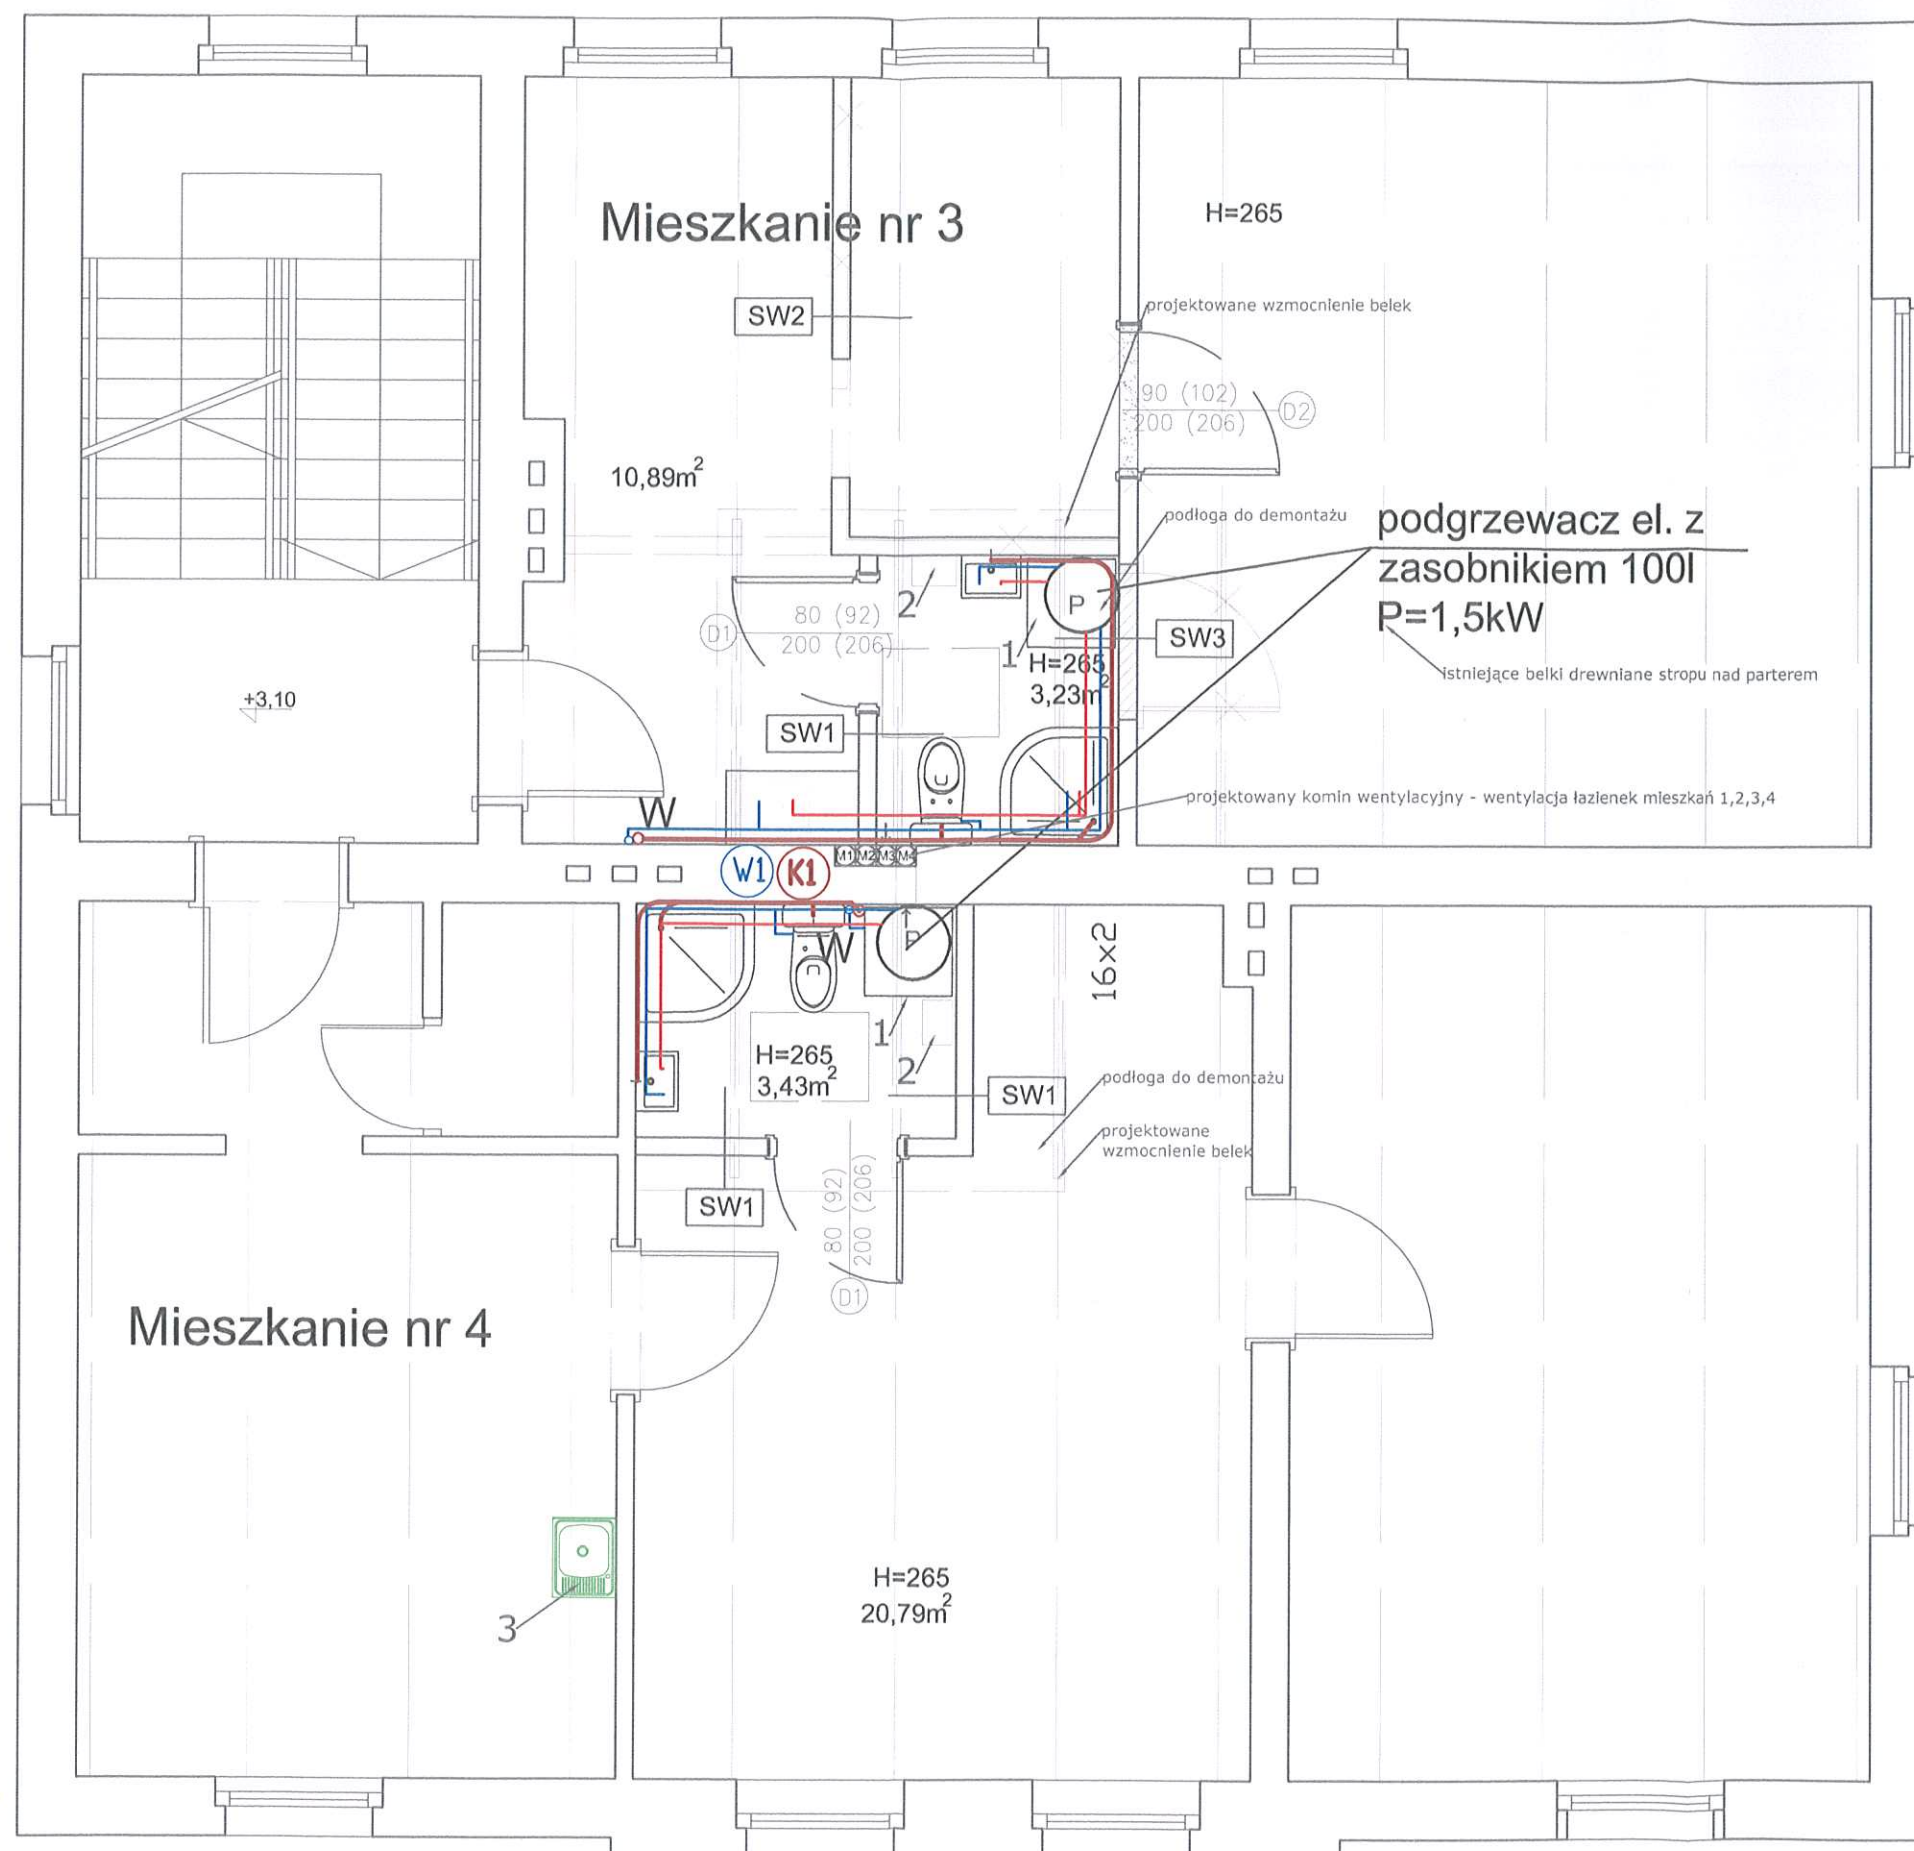 Mieszkanie nr 3
H=265
SW2
projektowane wzmocnienie belek
90 (102)
200 (206)
D2
10,89m²
podłoga do demontażu
podgrzewacz el. z
zasobnikiem 100l
P=1,5kW
istniejące belki drewniane stropu nad parterem
2
P
80 (92)
200 (206)
D1
1
SW3
H=265
3,23m²
+3,10
SW1
W
projektowany komin wentylacyjny - wentylacja łazienek mieszkań 1,2,3,4
M1 M2 M3 M4
W1
K1
W
P
16x2
1
2
H=265
3,43m²
SW1
podłoga do demontażu
projektowane
wzmocnienie belek
SW1
80 (92)
200 (206)
D1
Mieszkanie nr 4
3
H=265
20,79m²